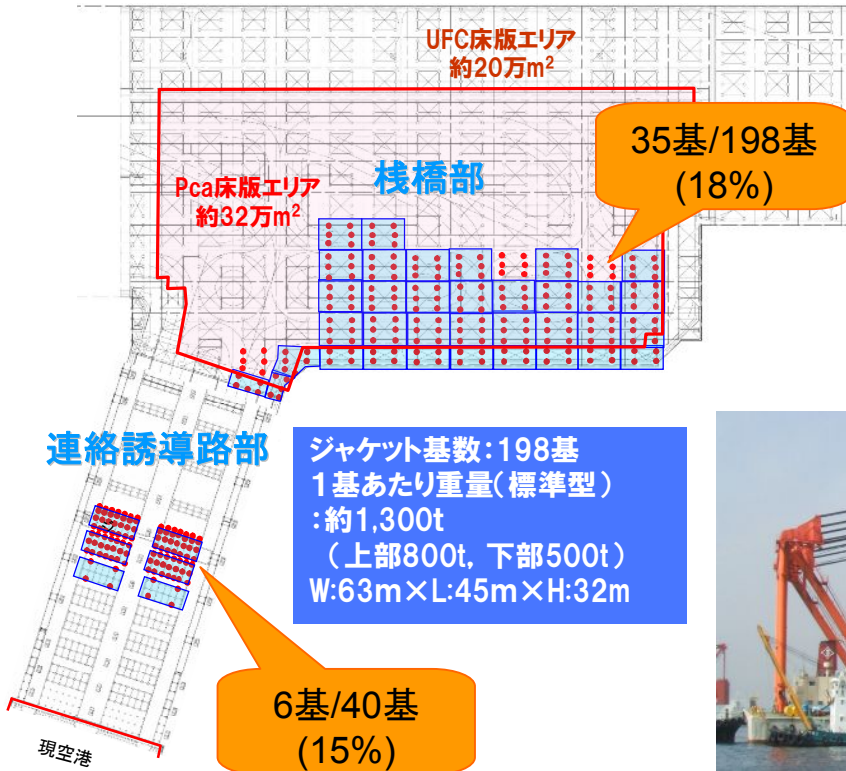 UFC床版エリア
約20万m²
35基/198基
(18%)
Pca床版エリア
約32万m²
桟橋部
連絡誘導路部
ジャケット基数:198基
1基あたり重量(標準型)
:約1,300t
(上部800t, 下部500t)
W:63m×L:45m×H:32m
6基/40基
(15%)
現空港